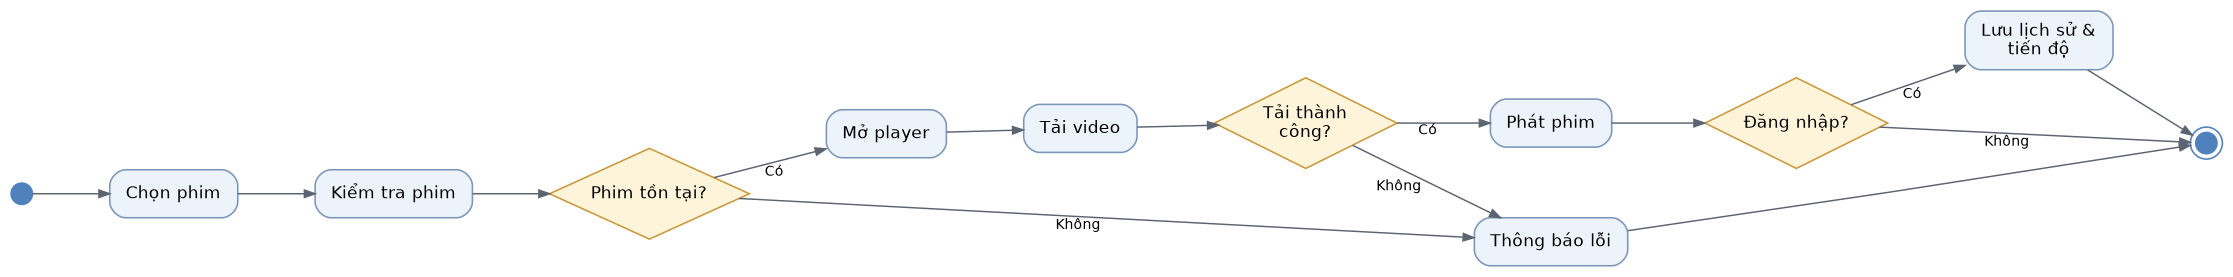 Chọn phim
Kiểm tra phim
Phim tồn tại?
Có
Không
Mở player
Tải video
Tải thành
công?
Có
Không
Phát phim
Thông báo lỗi
Đăng nhập?
Có
Không
Lưu lịch sử &
tiến độ